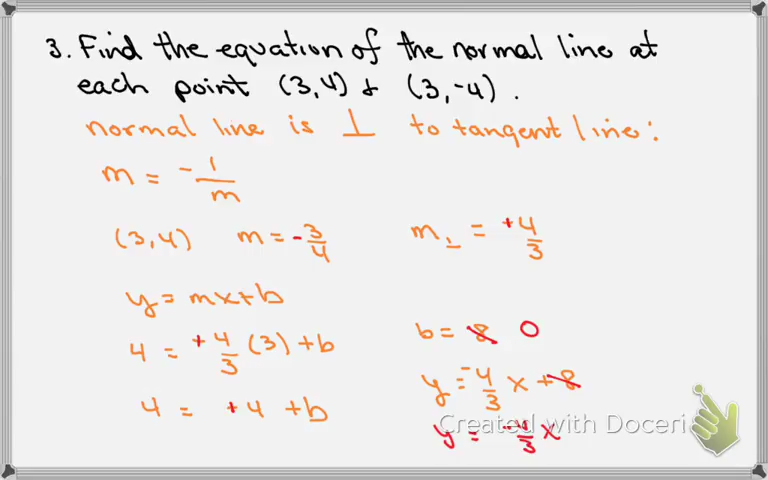 3. Find the equation of the normal line at
each point (3,4) & (3,-4).
normal line is ⊥ to tangent line:
m = -1/m
(3,4) m = -3/4 m⊥ = +4/3
y = mx+b
4 = +4/3 (3) + b b = 8 0
y = -4/3 x + 8
4 = +4 + b
Created with Doceri
y = -4/3 x